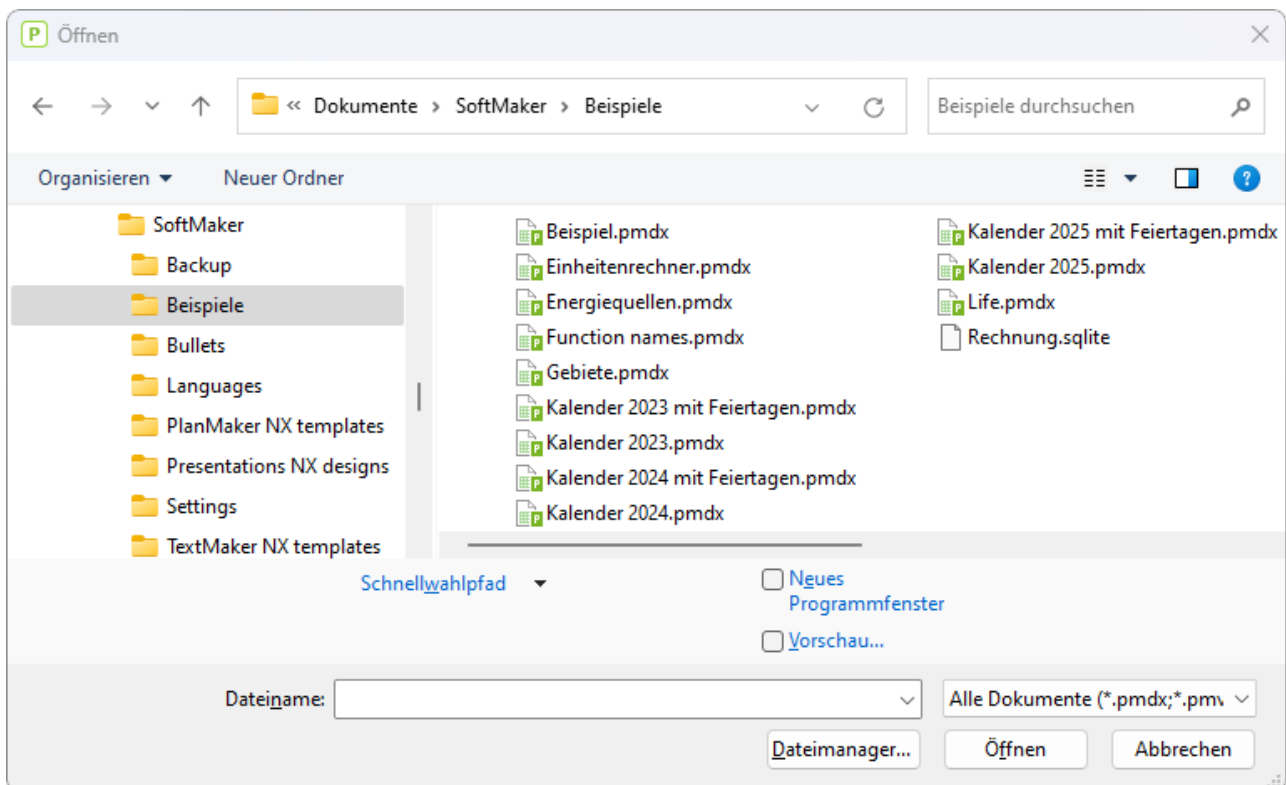 P Öffnen
« Dokumente > SoftMaker > Beispiele
Beispiele durchsuchen
Organisieren
Neuer Ordner
?
SoftMaker
Backup
Beispiele
Bullets
Languages
PlanMaker NX templates
Presentations NX designs
Settings
TextMaker NX templates
Beispiel.pmdx
Einheitenrechner.pmdx
Energiequellen.pmdx
Function names.pmdx
Gebiete.pmdx
Kalender 2023 mit Feiertagen.pmdx
Kalender 2023.pmdx
Kalender 2024 mit Feiertagen.pmdx
Kalender 2024.pmdx
Kalender 2025 mit Feiertagen.pmdx
Kalender 2025.pmdx
Life.pmdx
Rechnung.sqlite
Schnellwahlpfad
Neues
Programmfenster
Vorschau...
Dateiname:
Alle Dokumente (*.pmdx;*.pmv
Dateimanager...
Öffnen
Abbrechen